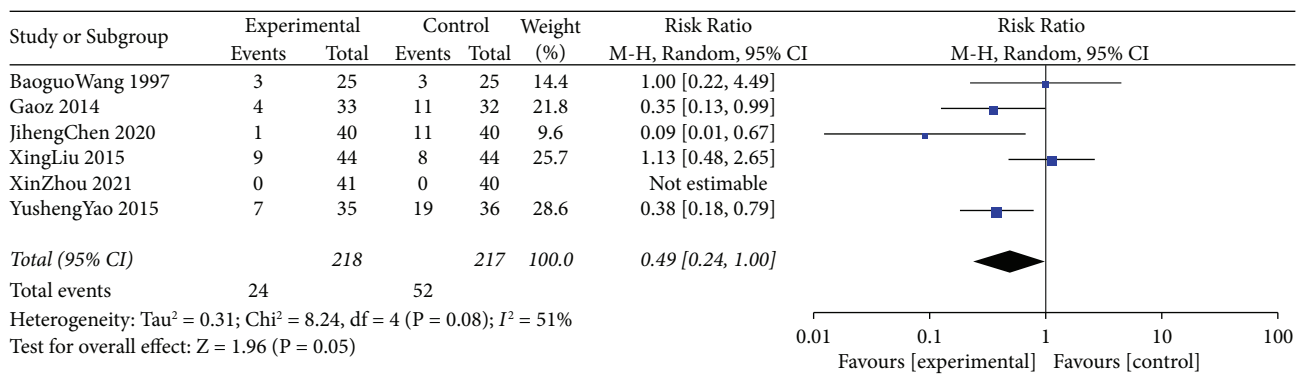 Study or Subgroup Experimental Control Weight Risk Ratio Risk Ratio
Events Total Events Total (%) M-H, Random, 95% CI M-H, Random, 95% CI
BaoguoWang 1997 3 25 3 25 14.4 1.00 [0.22, 4.49]
Gaoz 2014 4 33 11 32 21.8 0.35 [0.13, 0.99]
JihengChen 2020 1 40 11 40 9.6 0.09 [0.01, 0.67]
XingLiu 2015 9 44 8 44 25.7 1.13 [0.48, 2.65]
XinZhou 2021 0 41 0 40 Not estimable
YushengYao 2015 7 35 19 36 28.6 0.38 [0.18, 0.79]
Total (95% CI) 218 217 100.0 0.49 [0.24, 1.00]
Total events 24 52
Heterogeneity: Tau² = 0.31; Chi² = 8.24, df = 4 (P = 0.08); I² = 51%
Test for overall effect: Z = 1.96 (P = 0.05)
0.01 0.1 1 10 100
Favours [experimental] Favours [control]